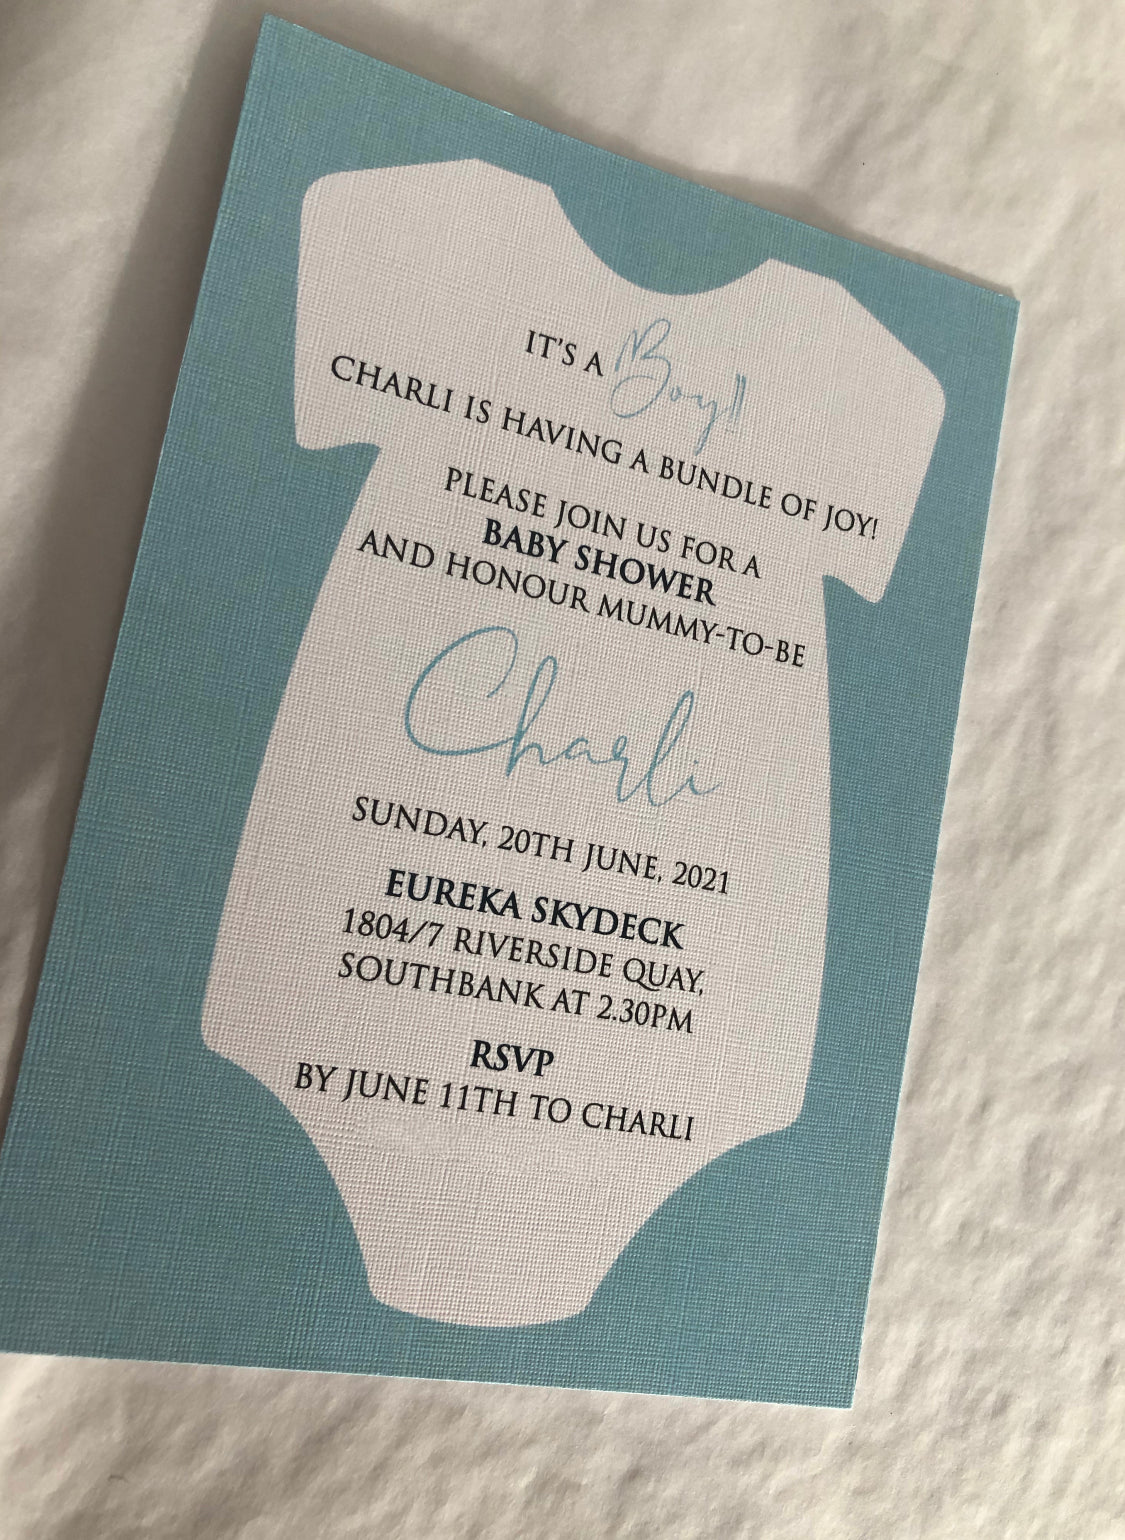 IT'S A Boy!!
CHARLI IS HAVING A BUNDLE OF JOY!
PLEASE JOIN US FOR A
BABY SHOWER
AND HONOUR MUMMY-TO-BE
Charli
SUNDAY, 20TH JUNE, 2021
EUREKA SKYDECK
1804/7 RIVERSIDE QUAY,
SOUTHBANK AT 2.30PM
RSVP
BY JUNE 11TH TO CHARLI